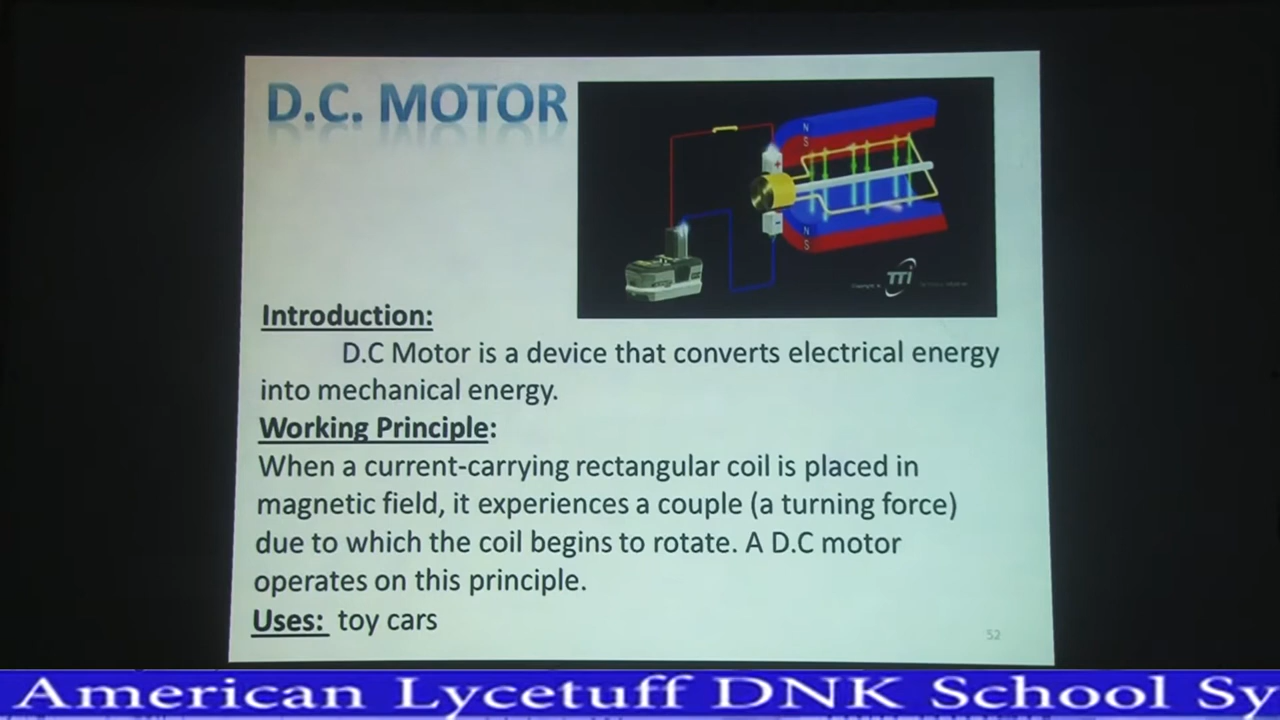 D.C. MOTOR
N
S
+
-
N
S
Copyright
TTi
Introduction:
D.C Motor is a device that converts electrical energy
into mechanical energy.
Working Principle:
When a current-carrying rectangular coil is placed in
magnetic field, it experiences a couple (a turning force)
due to which the coil begins to rotate. A D.C motor
operates on this principle.
Uses: toy cars
52
American Lycetuff DNK School Sy